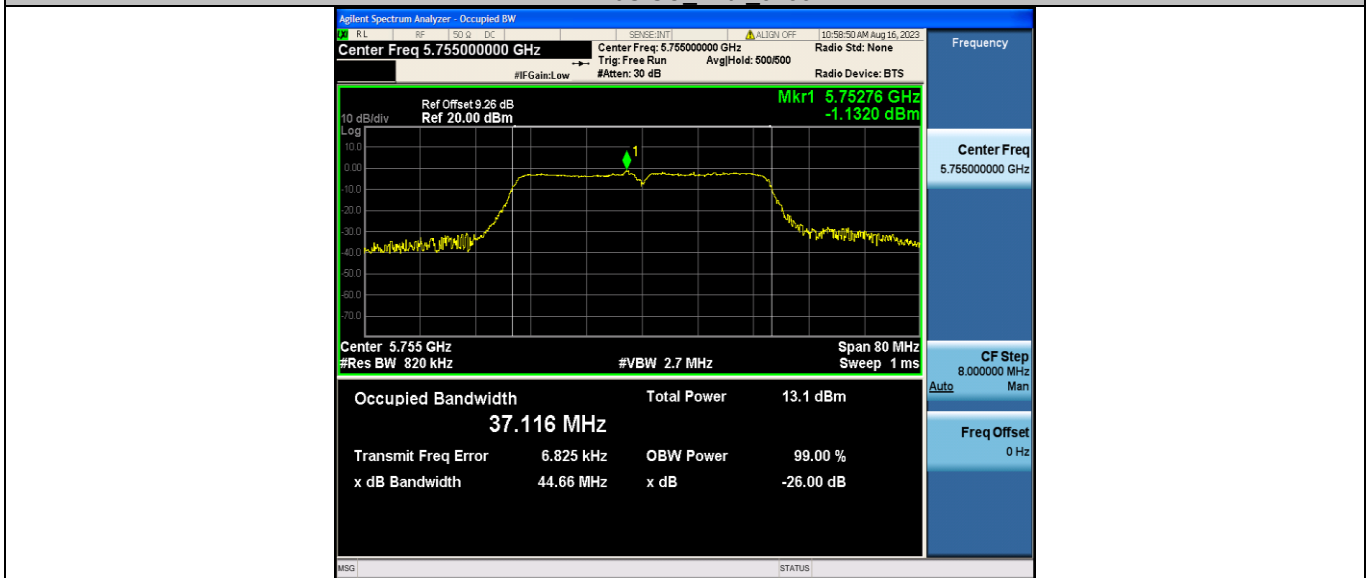 Agilent Spectrum Analyzer - Occupied BW
RL RF 50 Ω DC SENSE:INT ALIGN OFF 10:58:50 AM Aug 16, 2023
Center Freq 5.755000000 GHz
Center Freq: 5.755000000 GHz
Radio Std: None
Trig: Free Run Avg|Hold: 500/500
#IFGain:Low
#Atten: 30 dB
Radio Device: BTS
Frequency
Mkr1 5.75276 GHz
-1.1320 dBm
Ref Offset 9.26 dB
10 dB/div Ref 20.00 dBm
Log
10.0
0.00
-10.0
-20.0
-30.0
-40.0
-50.0
-60.0
-70.0
1
Center Freq
5.755000000 GHz
Center 5.755 GHz Span 80 MHz
#Res BW 820 kHz #VBW 2.7 MHz Sweep 1 ms
CF Step
8.000000 MHz
Auto Man
Occupied Bandwidth Total Power 13.1 dBm
37.116 MHz
Transmit Freq Error 6.825 kHz OBW Power 99.00 %
x dB Bandwidth 44.66 MHz x dB -26.00 dB
Freq Offset
0 Hz
MSG STATUS